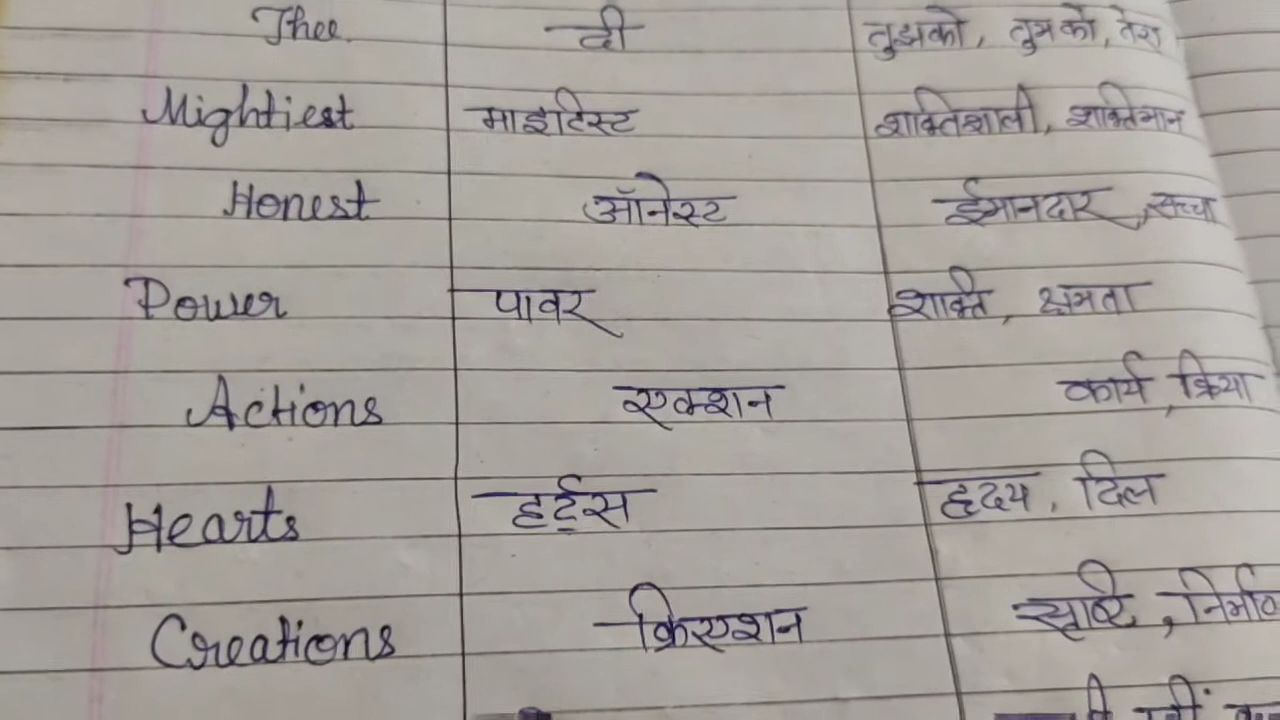 Thee दी तुझको, तुमको, तेरा
Mightiest माइटिस्ट शक्तिशाली, शक्तिमान
Honest ऑनेस्ट ईमानदार, सच्चा
Power पावर शक्ति, क्षमता
Actions एक्शन कार्य, क्रिया
Hearts हर्ट्स हृदय, दिल
Creations क्रिएशन सृष्टि,